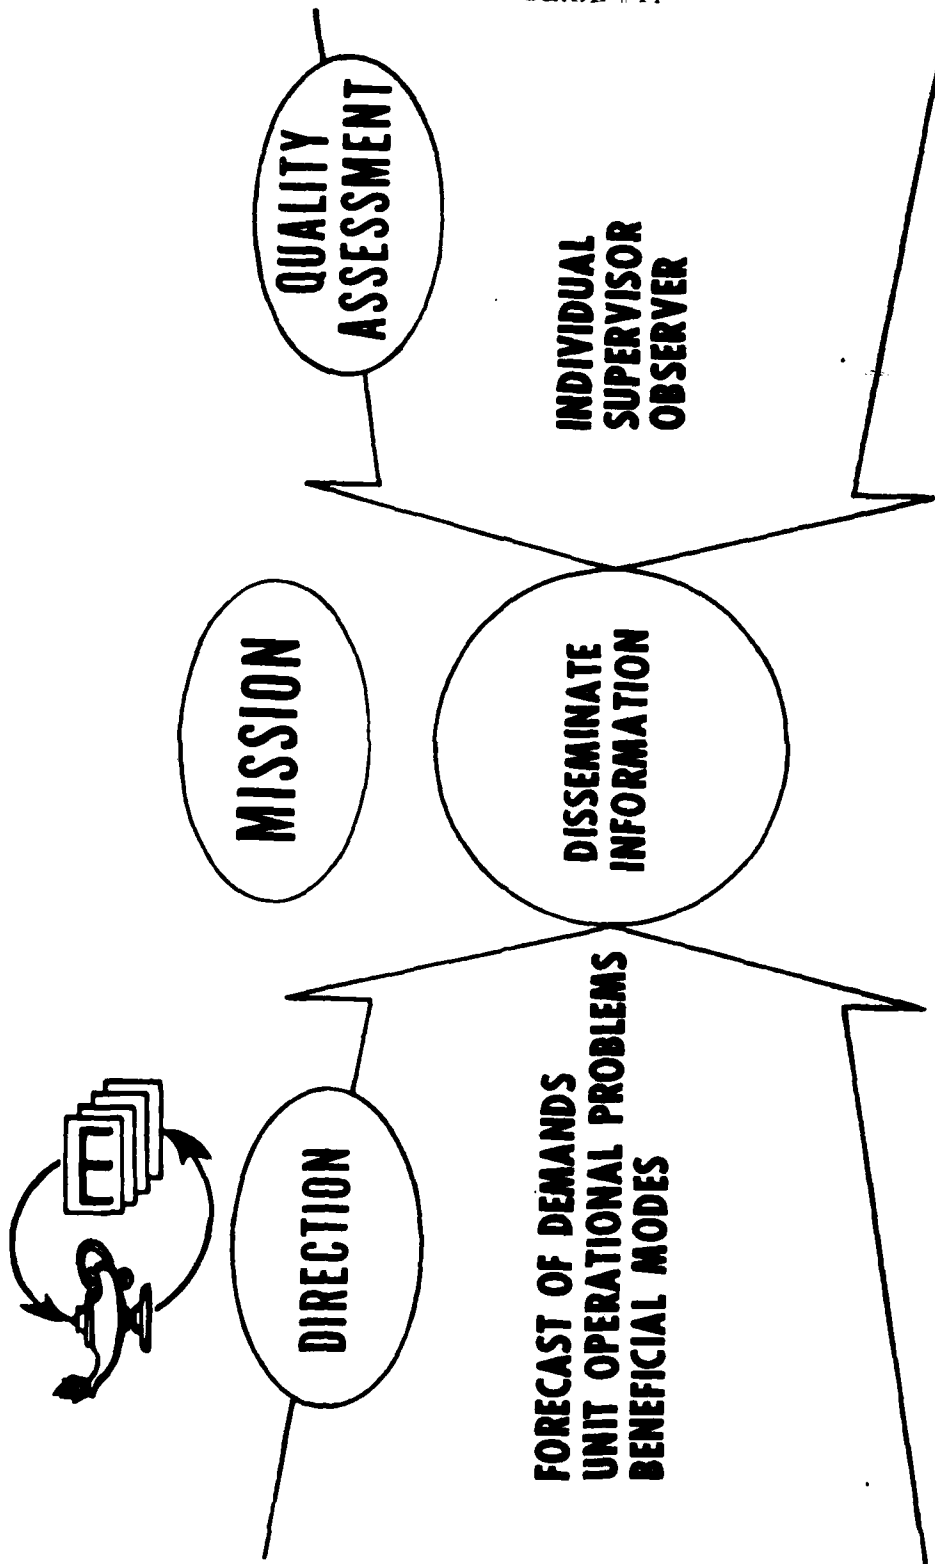 DIRECTION
FORECAST OF DEMANDS
UNIT OPERATIONAL PROBLEMS
BENEFICIAL MODES
MISSION
DISSEMINATE
INFORMATION
QUALITY
ASSESSMENT
INDIVIDUAL
SUPERVISOR
OBSERVER